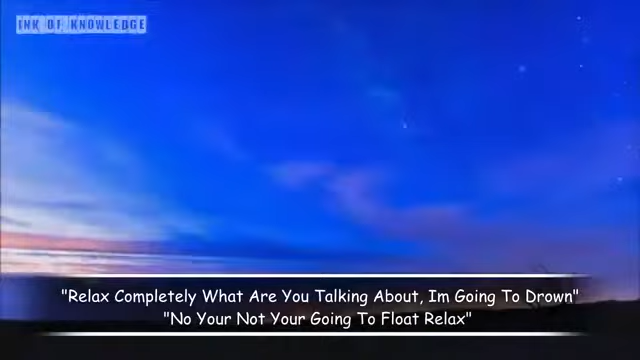 INK OF KNOWLEDGE
"Relax Completely What Are You Talking About, Im Going To Drown"
"No Your Not Your Going To Float Relax"